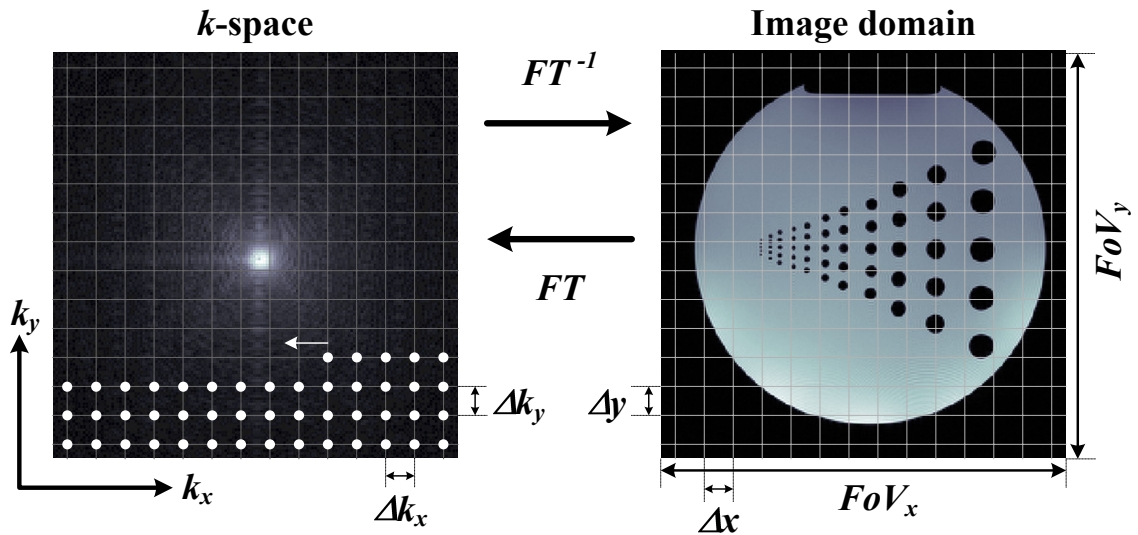 k-space
Image domain
FT⁻¹
FT
FoV_y
k_y
Δk_y
Δy
k_x
Δk_x
Δx
FoV_x